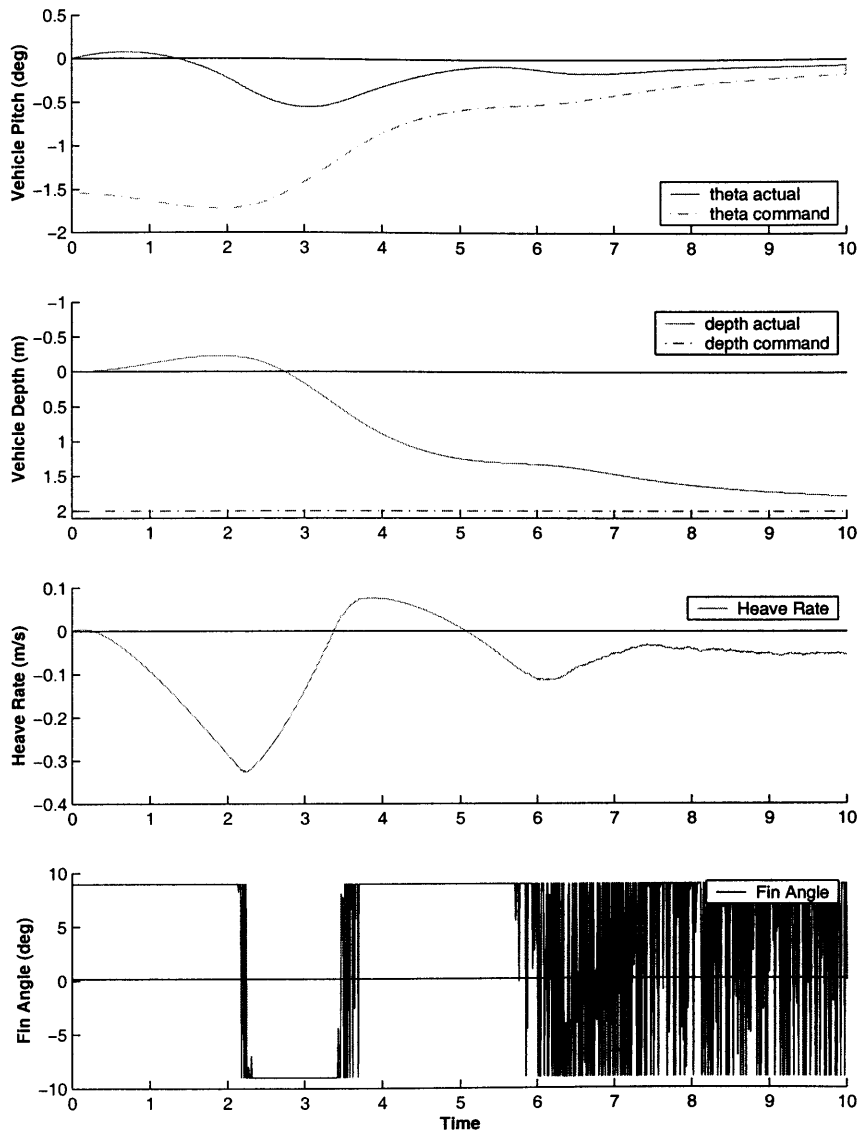 Vehicle Pitch (deg)
0.5
0
−0.5
−1
−1.5
−2
theta actual
theta command
0 1 2 3 4 5 6 7 8 9 10
Vehicle Depth (m)
−1
−0.5
0
0.5
1
1.5
2
depth actual
depth command
0 1 2 3 4 5 6 7 8 9 10
Heave Rate (m/s)
0.1
0
−0.1
−0.2
−0.3
−0.4
Heave Rate
0 1 2 3 4 5 6 7 8 9 10
Fin Angle (deg)
10
5
0
−5
−10
Fin Angle
0 1 2 3 4 5 6 7 8 9 10
Time